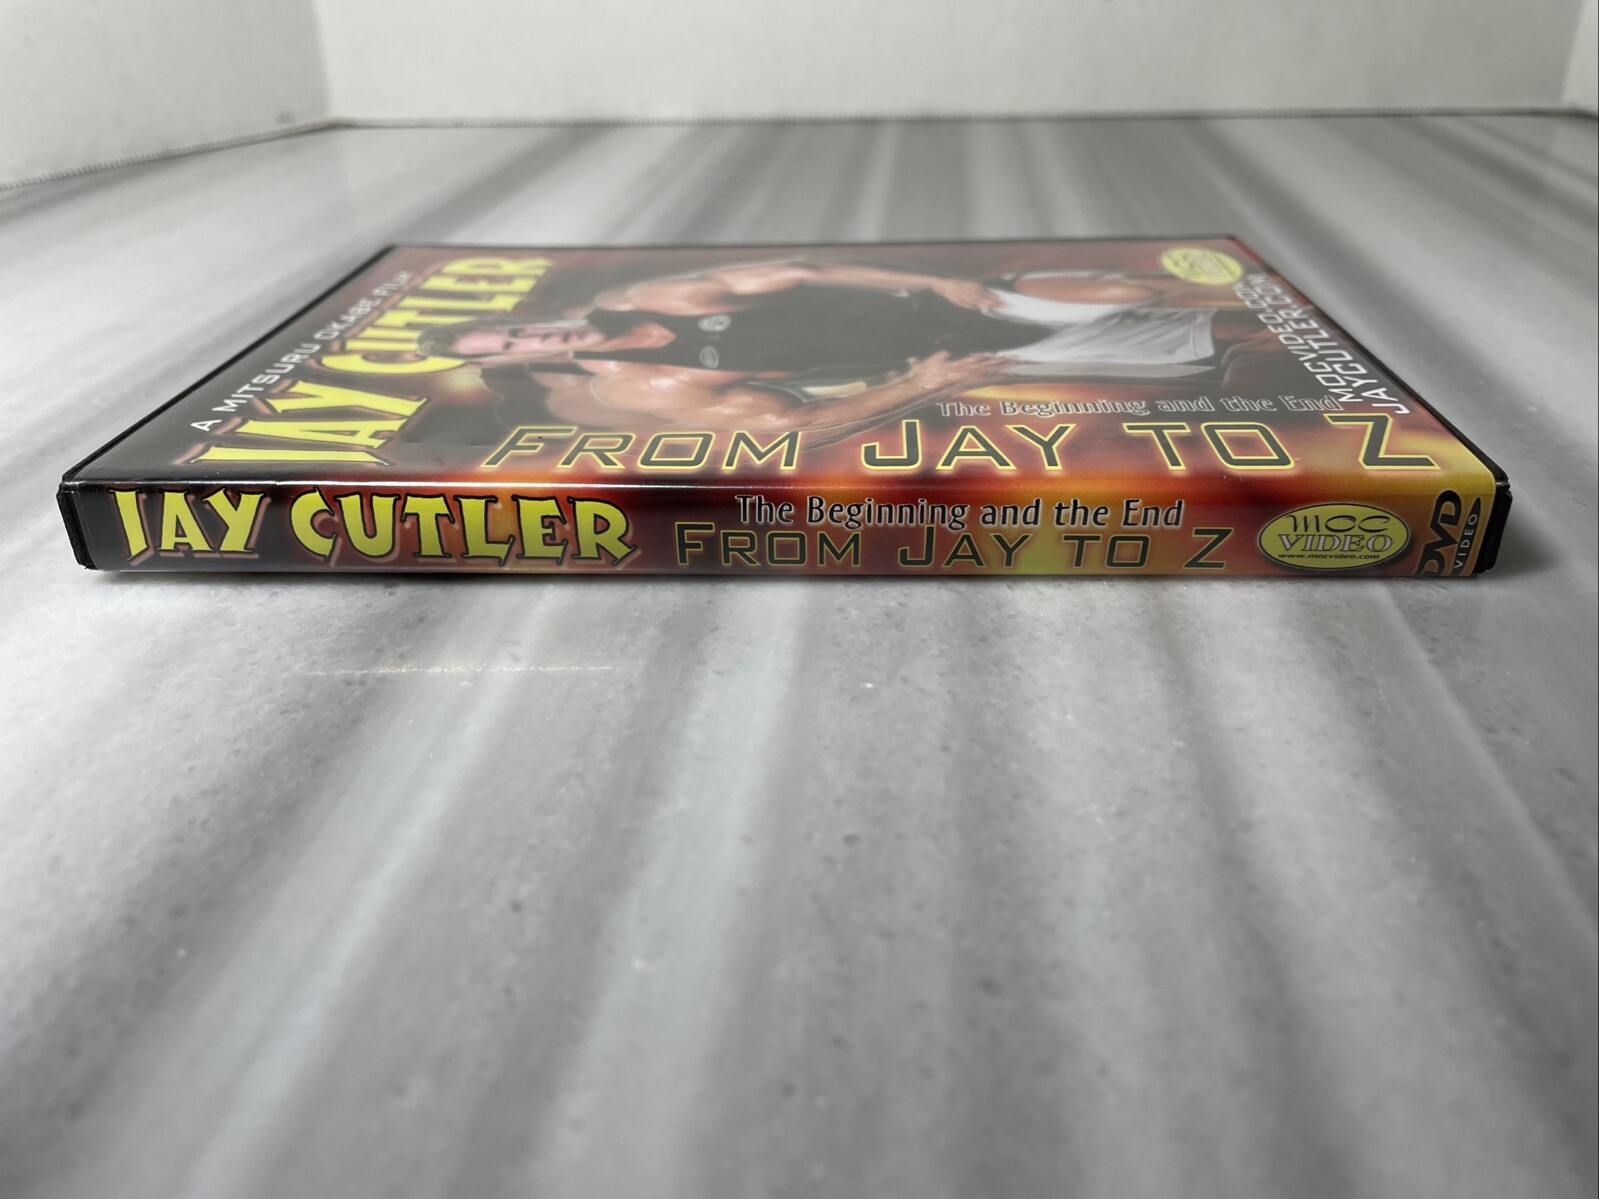 A MITSURU OKABE FILM
JAY CUTLER
MOCVIDEO.COM
JAYCUTLER.COM
The Beginning and the End
FROM JAY TO Z
JAY CUTLER
The Beginning and the End
FROM JAY TO Z
MOC
VIDEO
www.mocvideo.com
DVD
VIDEO